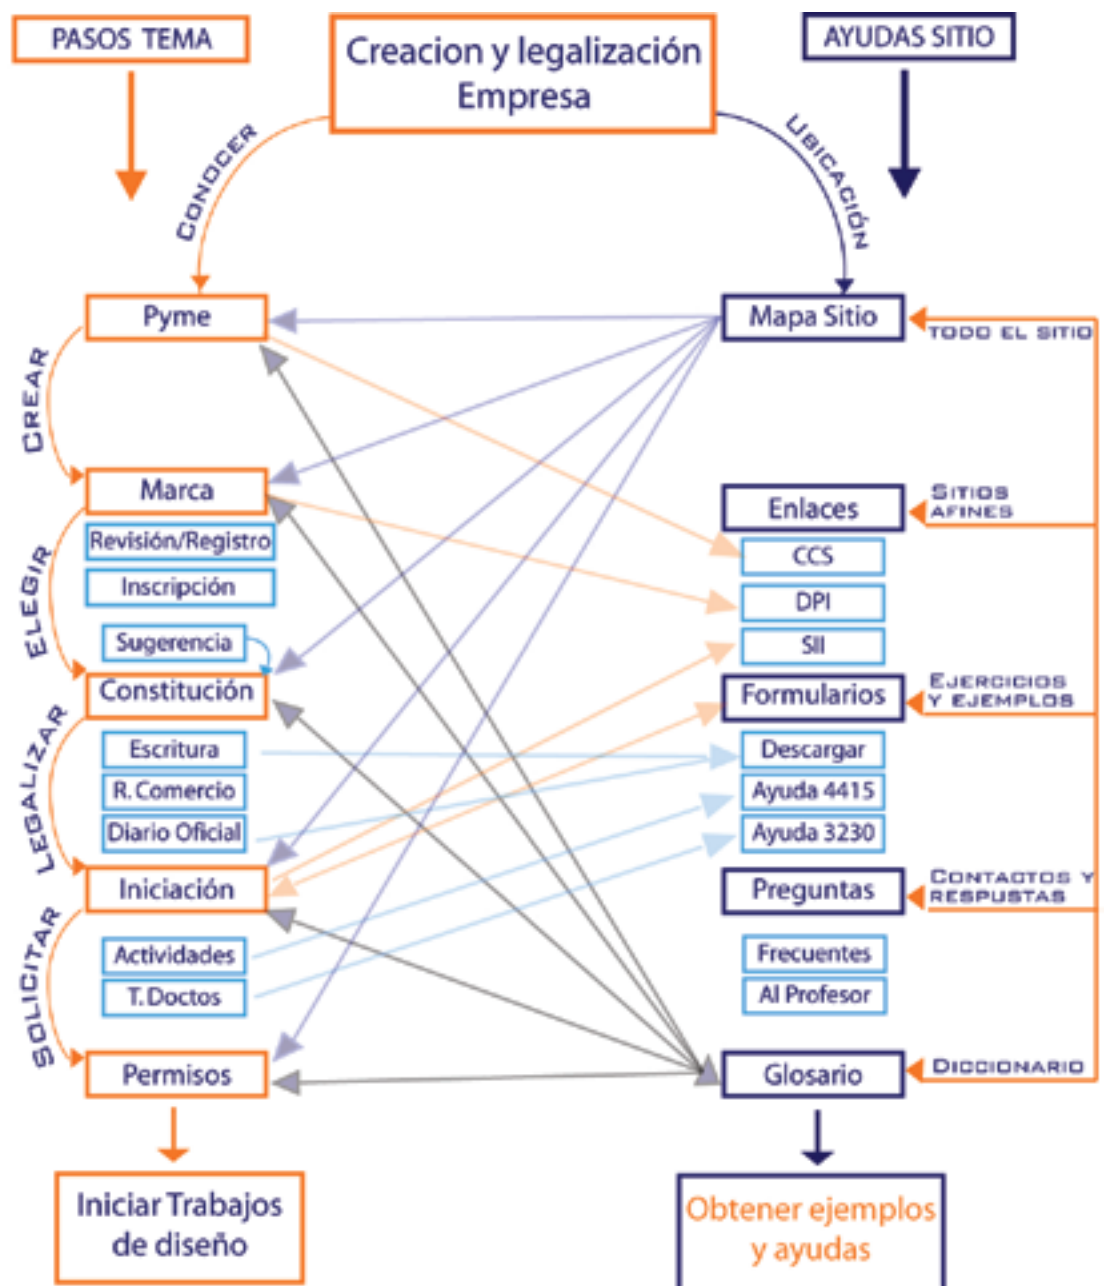 PASOS TEMA
Creacion y legalización
Empresa
AYUDAS SITIO
CONOCER
UBICACIÓN
Pyme
Mapa Sitio
TODO EL SITIO
CREAR
Marca
Revisión/Registro
Inscripción
Enlaces
SITIOS
AFINES
CCS
DPI
SII
ELEGIR
Sugerencia
Constitución
Escritura
R. Comercio
Diario Oficial
Formularios
EJERCICIOS
Y EJEMPLOS
Descargar
Ayuda 4415
Ayuda 3230
LEGALIZAR
Iniciación
Actividades
T. Doctos
Preguntas
CONTACTOS Y
RESPUSTAS
Frecuentes
Al Profesor
SOLICITAR
Permisos
Glosario
DICCIONARIO
Iniciar Trabajos
de diseño
Obtener ejemplos
y ayudas